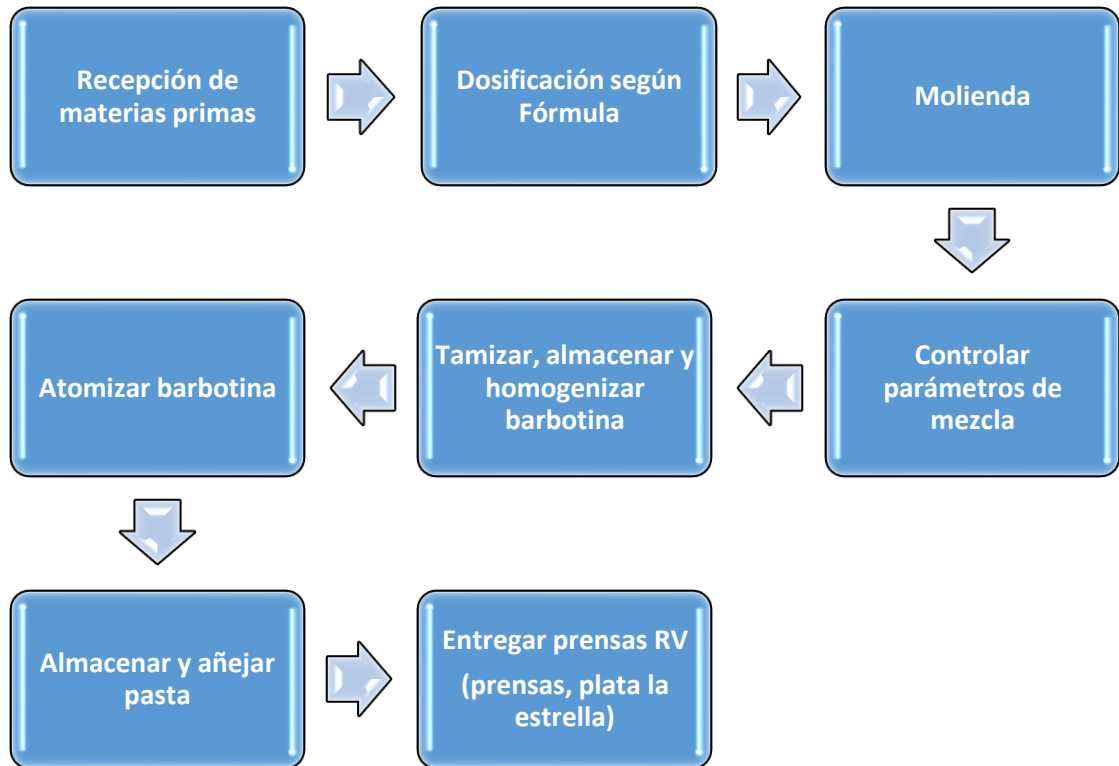 Recepción de
materias primas
Dosificación según
Fórmula
Molienda
Controlar
parámetros de
mezcla
Tamizar, almacenar y
homogenizar
barbotina
Atomizar barbotina
Almacenar y añejar
pasta
Entregar prensas RV
(prensas, plata la
estrella)